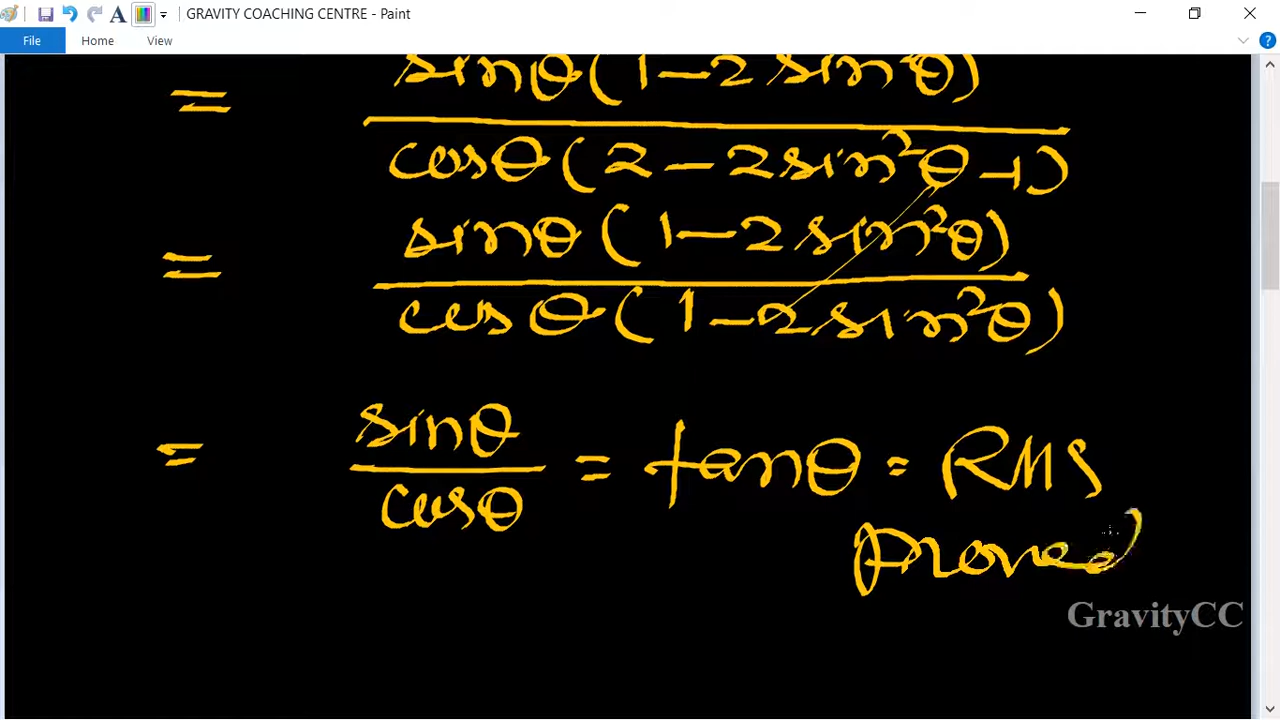 GRAVITY COACHING CENTRE - Paint
File Home View
= sinθ(1-2sin²θ)
cosθ(2-2sin²θ-1)
= sinθ(1-2sin²θ)
cosθ(1-2sin²θ)
= sinθ
cosθ = tanθ = RHS
proved
GravityCC